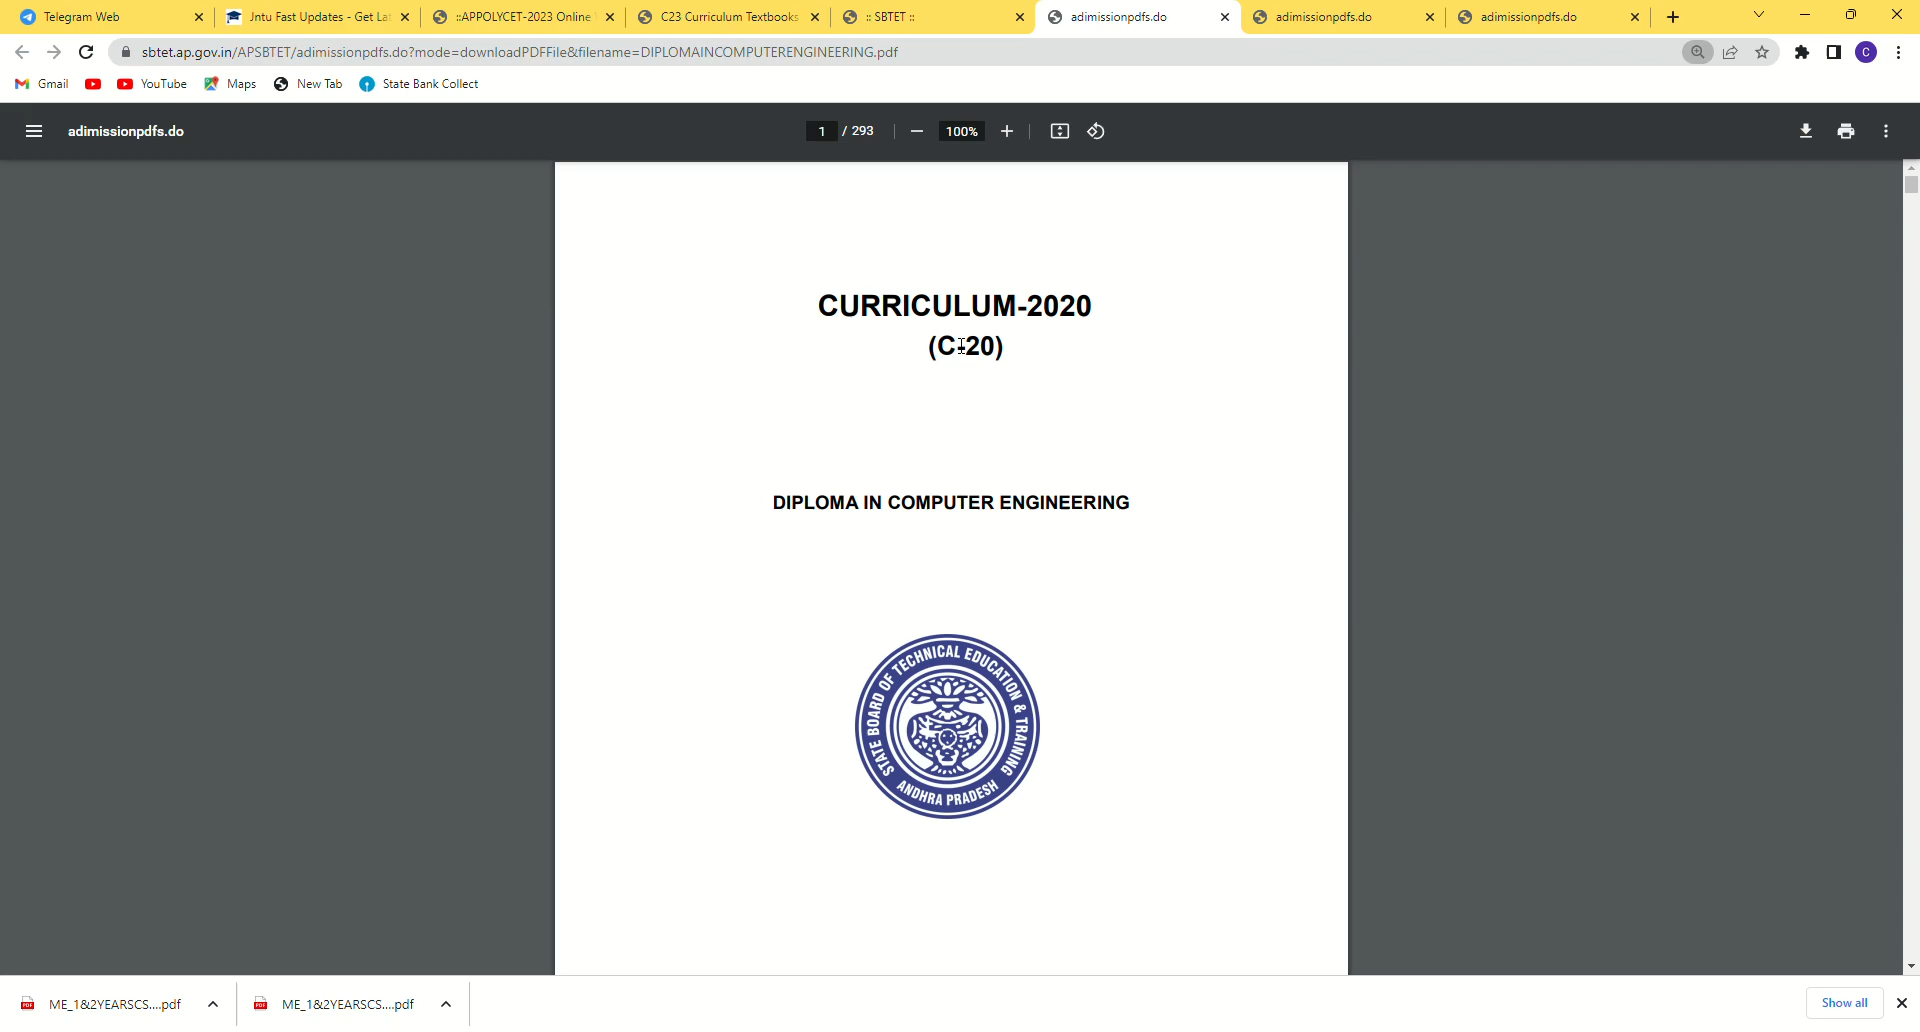 Telegram Web
Jntu Fast Updates - Get Lat
::APPOLYCET-2023 Online
C23 Curriculum Textbooks
:: SBTET ::
adimissionpdfs.do
adimissionpdfs.do
adimissionpdfs.do
sbtet.ap.gov.in/APSBTET/adimissionpdfs.do?mode=downloadPDFFile&filename=DIPLOMAINCOMPUTERENGINEERING.pdf
C
Gmail
YouTube
Maps
New Tab
State Bank Collect
adimissionpdfs.do
1 / 293
100%
CURRICULUM-2020
(C-20)
DIPLOMA IN COMPUTER ENGINEERING
STATE BOARD OF TECHNICAL EDUCATION & TRAINING
ANDHRA PRADESH
PDF
ME_1&2YEARSCS....pdf
PDF
ME_1&2YEARSCS....pdf
Show all